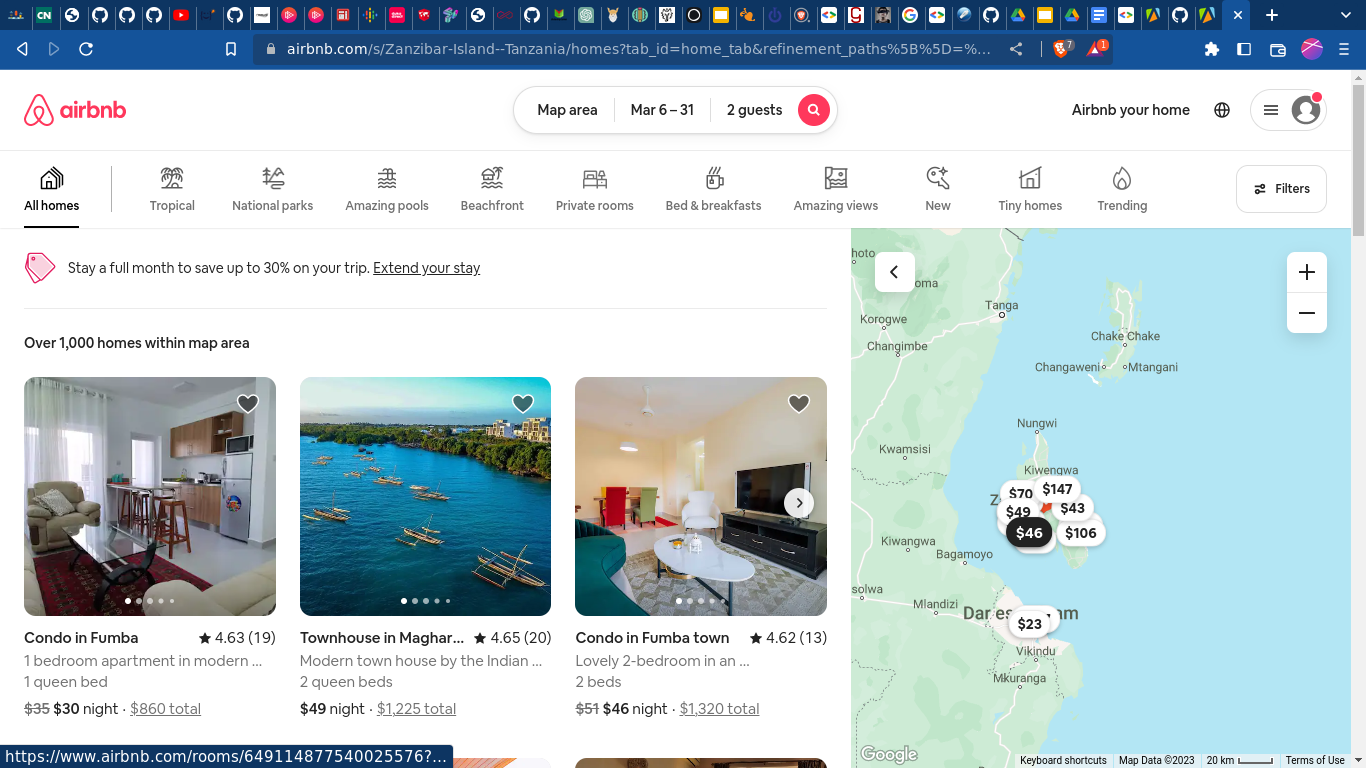 CN
airbnb.com/s/Zanzibar-Island--Tanzania/homes?tab_id=home_tab&refinement_paths%5B%5D=%...
7
1
airbnb
Map area
Mar 6 – 31
2 guests
Airbnb your home
All homes
Tropical
National parks
Amazing pools
Beachfront
Private rooms
Bed & breakfasts
Amazing views
New
Tiny homes
Trending
Filters
Stay a full month to save up to 30% on your trip. Extend your stay
Over 1,000 homes within map area
Condo in Fumba
4.63 (19)
1 bedroom apartment in modern ...
1 queen bed
$35 $30 night · $860 total
Townhouse in Maghar...
4.65 (20)
Modern town house by the Indian ...
2 queen beds
$49 night · $1,225 total
Condo in Fumba town
4.62 (13)
Lovely 2-bedroom in an ...
2 beds
$51 $46 night · $1,320 total
hoto
oma
Tanga
Korogwe
Changimbe
Chake Chake
Changaweni
Mtangani
Nungwi
Kwamsisi
Kiwengwa
$147
$70
Z
$49
$43
$46
$106
Kiwangwa
Bagamoyo
solwa
Mlandizi
Dar es
am
$23
Vikindu
Mkuranga
Google
Keyboard shortcuts
Map Data ©2023
20 km
Terms of Use
https://www.airbnb.com/rooms/649114877540025576?...